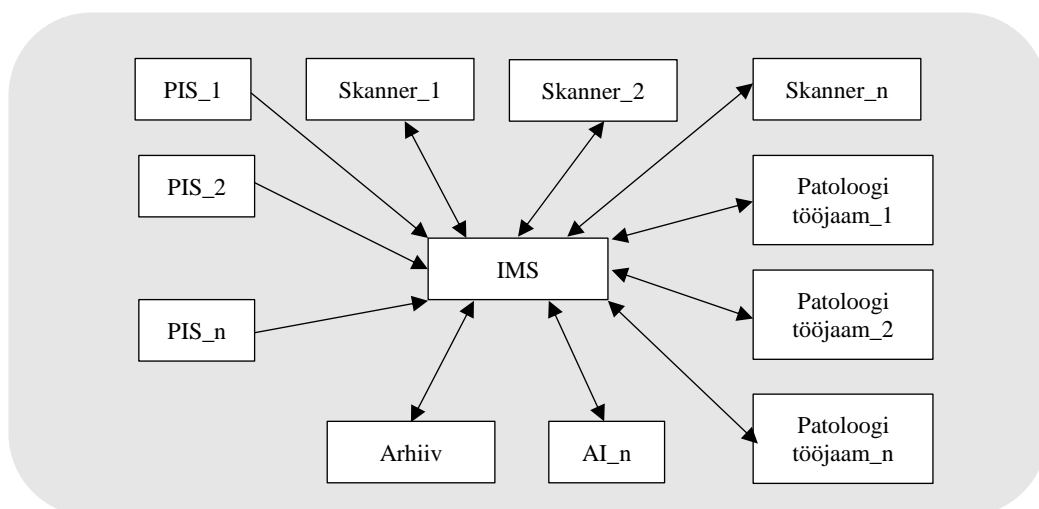 PIS_1
Skanner_1
Skanner_2
Skanner_n
PIS_2
Patoloogi
tööjaam_1
IMS
PIS_n
Patoloogi
tööjaam_2
Arhiiv
AI_n
Patoloogi
tööjaam_n